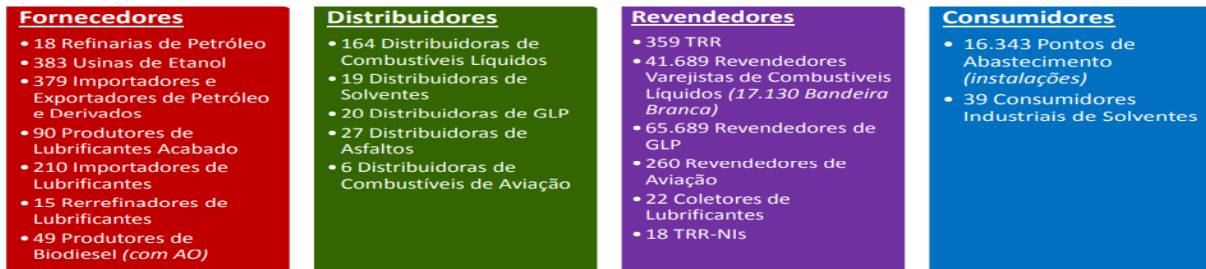 Fornecedores
• 18 Refinarias de Petróleo
• 383 Usinas de Etanol
• 379 Importadores e
Exportadores de Petróleo
e Derivados
• 90 Produtores de
Lubrificantes Acabado
• 210 Importadores de
Lubrificantes
• 15 Rerrefinadores de
Lubrificantes
• 49 Produtores de
Biodiesel (com AO)
Distribuidores
• 164 Distribuidoras de
Combustíveis Líquidos
• 19 Distribuidoras de
Solventes
• 20 Distribuidoras de GLP
• 27 Distribuidoras de
Asfaltos
• 6 Distribuidoras de
Combustíveis de Aviação
Revendedores
• 359 TRR
• 41.689 Revendedores
Varejistas de Combustíveis
Líquidos (17.130 Bandeira
Branca)
• 65.689 Revendedores de
GLP
• 260 Revendedores de
Aviação
• 22 Coletores de
Lubrificantes
• 18 TRR-NIs
Consumidores
• 16.343 Pontos de
Abastecimento
(instalações)
• 39 Consumidores
Industriais de Solventes